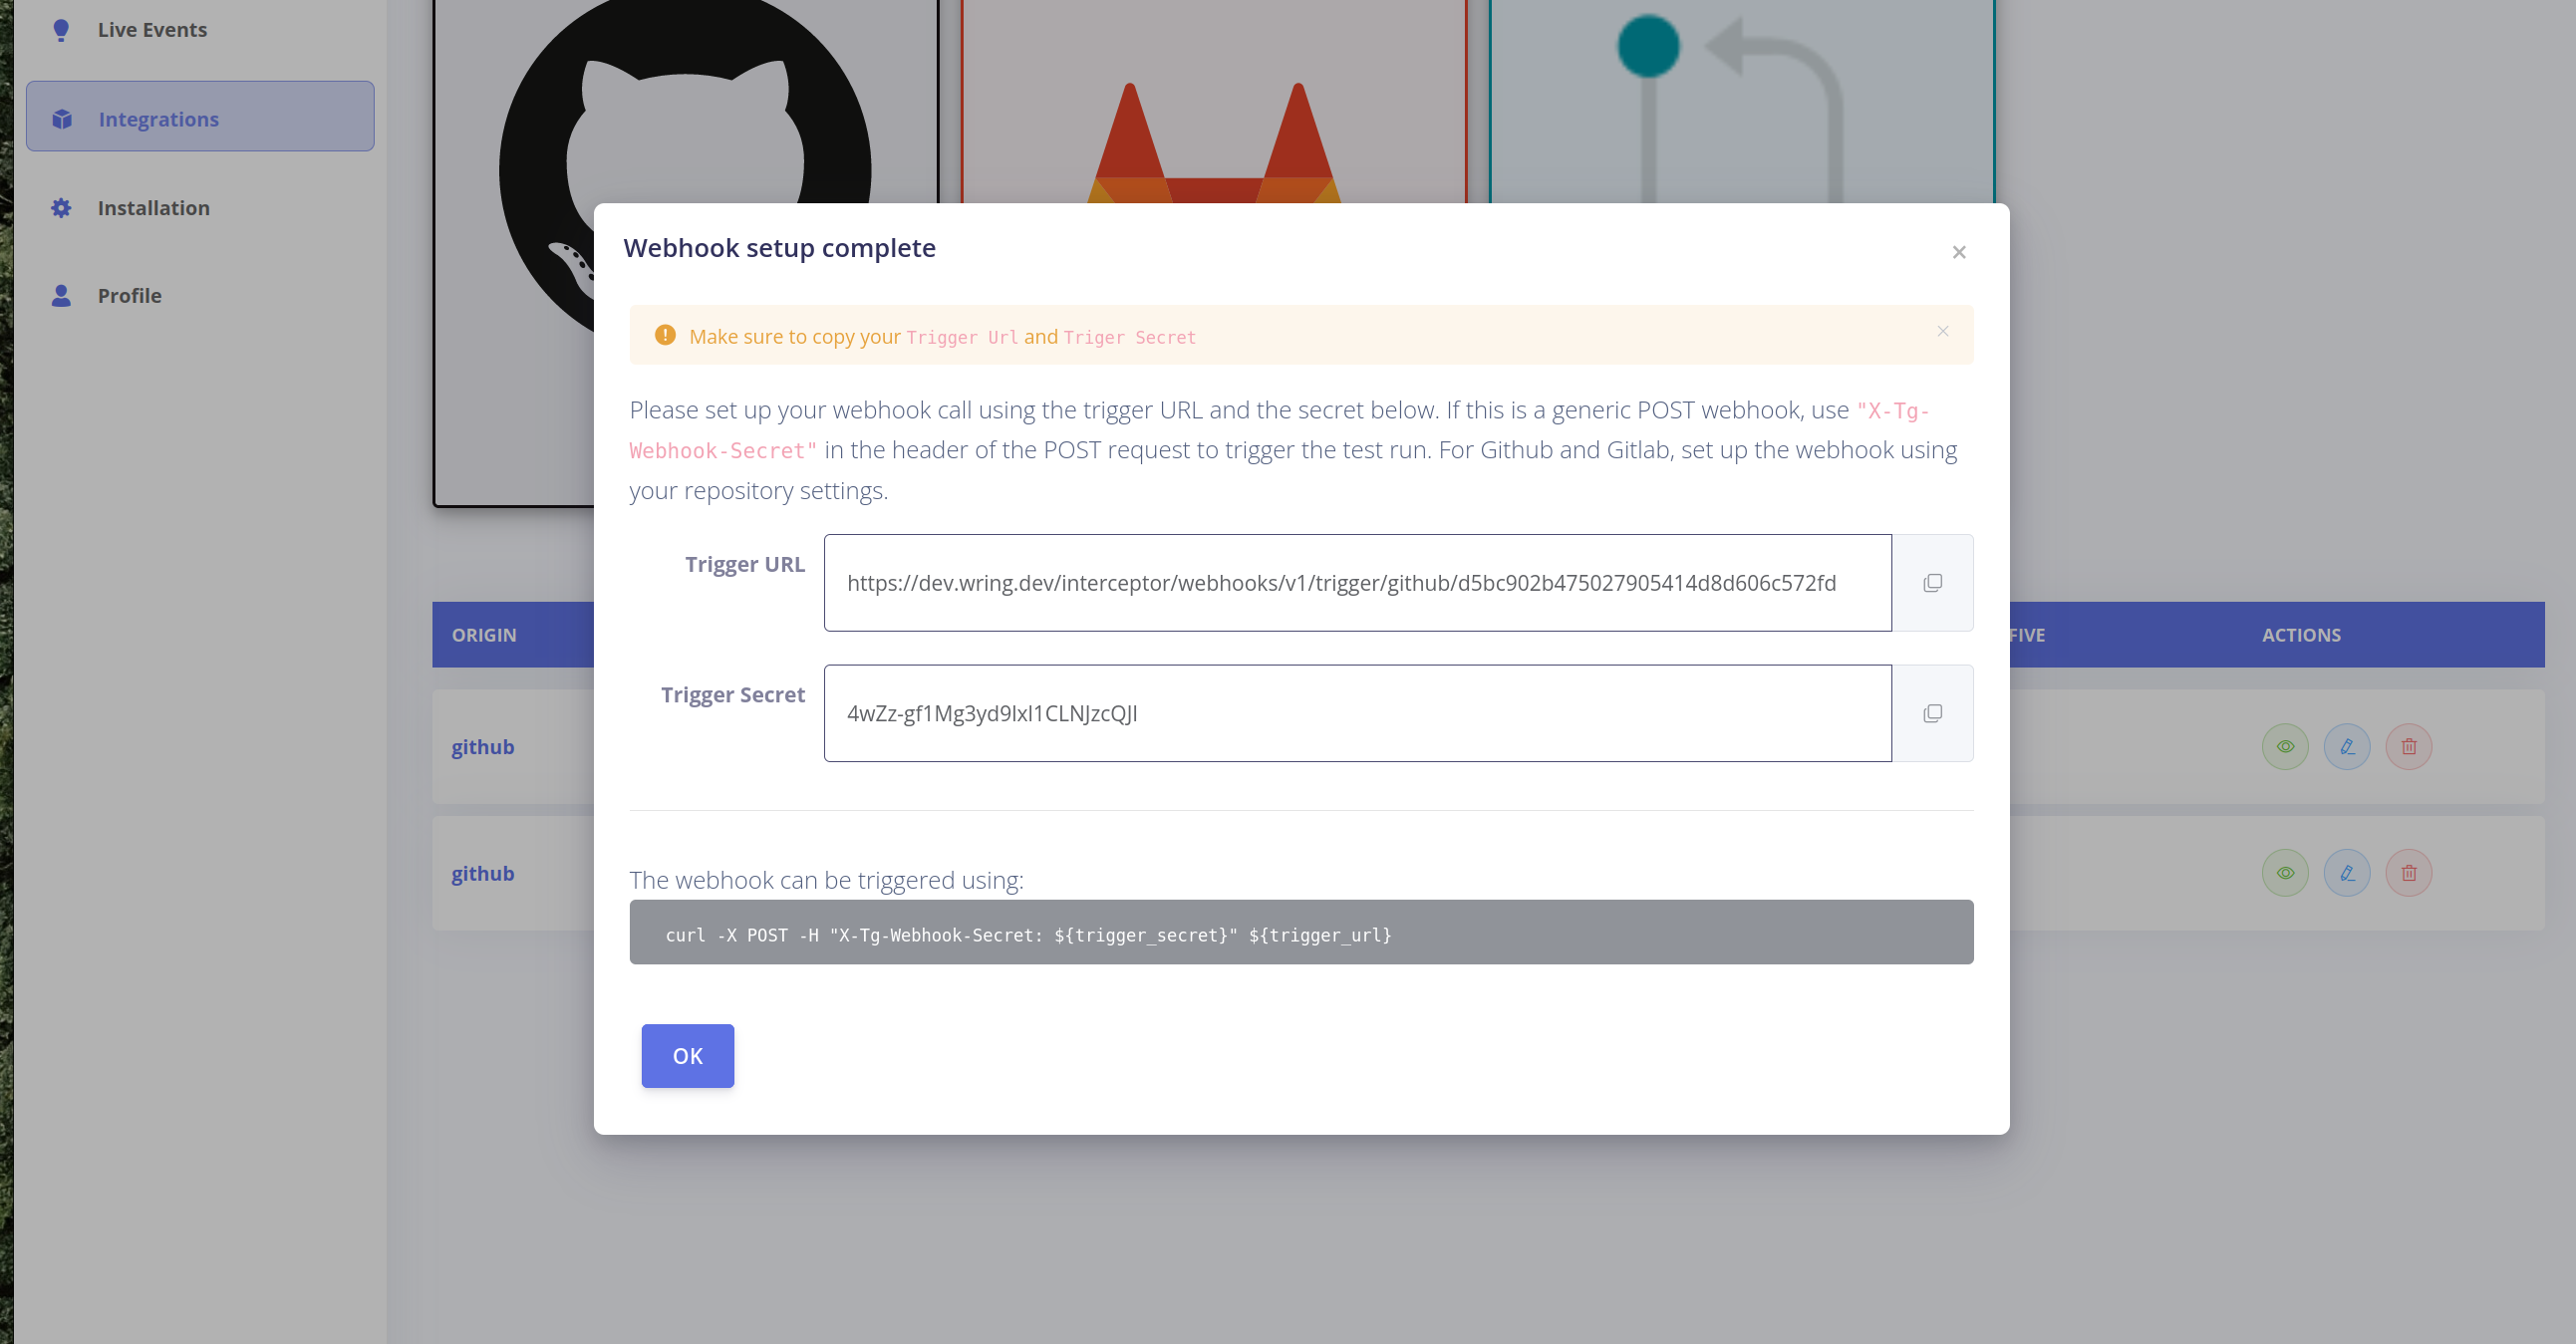 Live Events
Integrations
Installation
Profile
Webhook setup complete
Make sure to copy your Trigger Url and Triger Secret
Please set up your webhook call using the trigger URL and the secret below. If this is a generic POST webhook, use "X-Tg-
Webhook-Secret" in the header of the POST request to trigger the test run. For Github and Gitlab, set up the webhook using
your repository settings.
Trigger URL
https://dev.wring.dev/interceptor/webhooks/v1/trigger/github/d5bc902b475027905414d8d606c572fd
Trigger Secret
ORIGIN
FIVE
ACTIONS
github
github
The webhook can be triggered using:
curl -X POST -H "X-Tg-Webhook-Secret: ${trigger_secret}" ${trigger_url}
OK